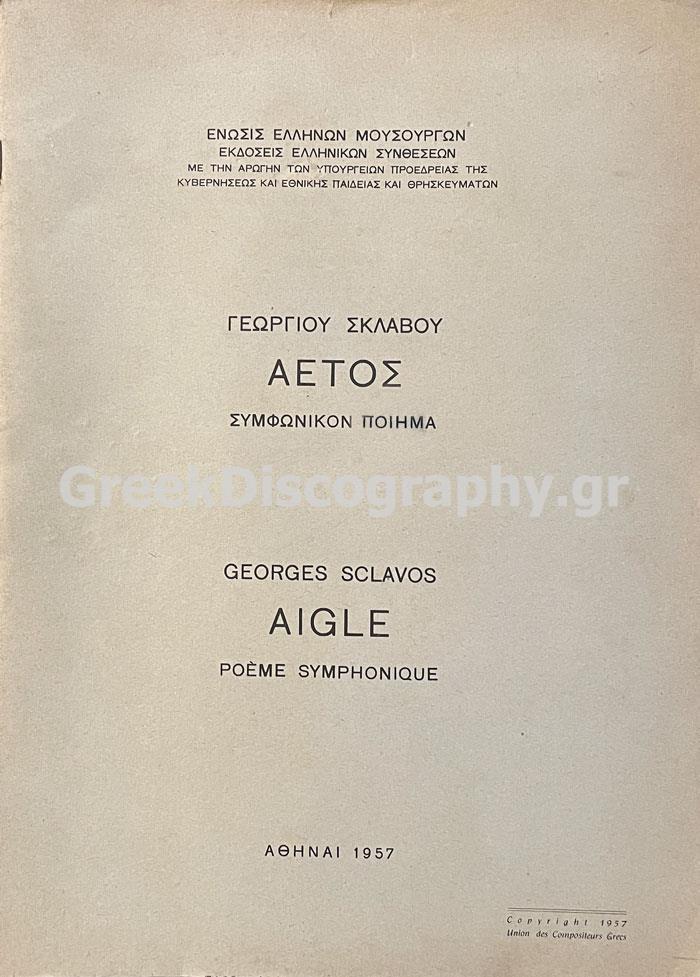 ΕΝΩΣΙΣ ΕΛΛΗΝΩΝ ΜΟΥΣΟΥΡΓΩΝ
ΕΚΔΟΣΕΙΣ ΕΛΛΗΝΙΚΩΝ ΣΥΝΘΕΣΕΩΝ
ΜΕ ΤΗΝ ΑΡΩΓΗΝ ΤΩΝ ΥΠΟΥΡΓΕΙΩΝ ΠΡΟΕΔΡΕΙΑΣ ΤΗΣ
ΚΥΒΕΡΝΗΣΕΩΣ ΚΑΙ ΕΘΝΙΚΗΣ ΠΑΙΔΕΙΑΣ ΚΑΙ ΘΡΗΣΚΕΥΜΑΤΩΝ
ΓΕΩΡΓΙΟΥ ΣΚΛΑΒΟΥ
ΑΕΤΟΣ
ΣΥΜΦΩΝΙΚΟΝ ΠΟΙΗΜΑ
GreekDiscography.gr
GEORGES SCLAVOS
AIGLE
POÈME SYMPHONIQUE
ΑΘΗΝΑΙ 1957
Copyright 1957
Union des Compositeurs Grecs